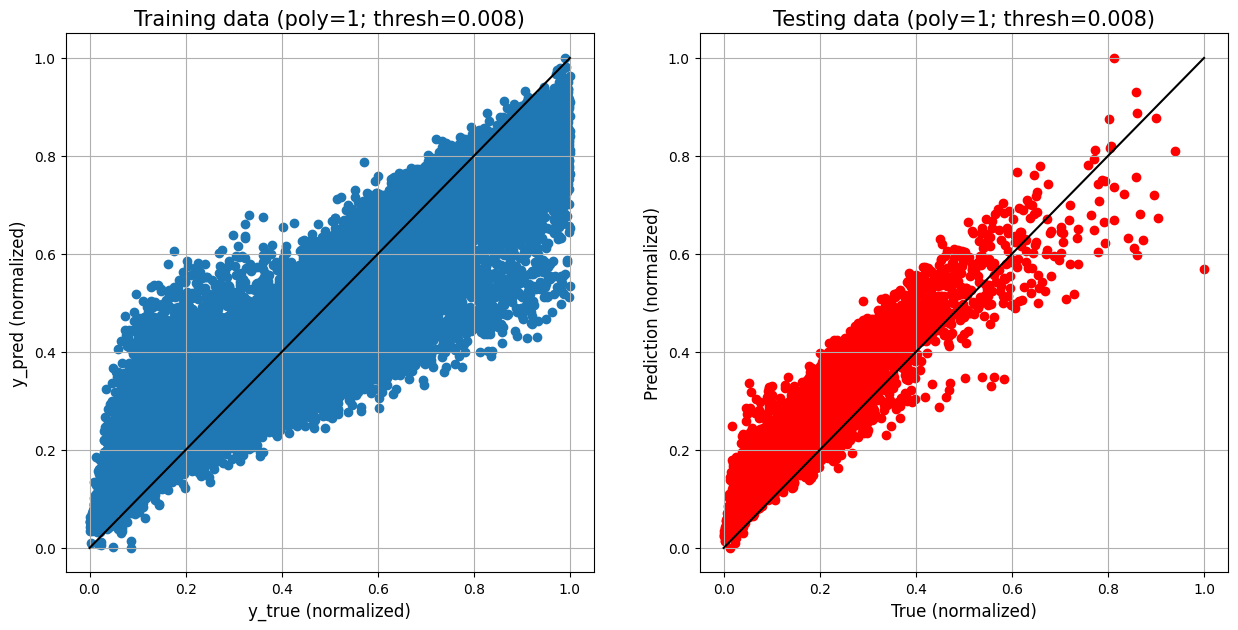 Training data (poly=1; thresh=0.008)
1.0
0.8
0.6
0.4
0.2
0.0
y_pred (normalized)
0.0 0.2 0.4 0.6 0.8 1.0
y_true (normalized)
Testing data (poly=1; thresh=0.008)
1.0
0.8
0.6
0.4
0.2
0.0
Prediction (normalized)
0.0 0.2 0.4 0.6 0.8 1.0
True (normalized)